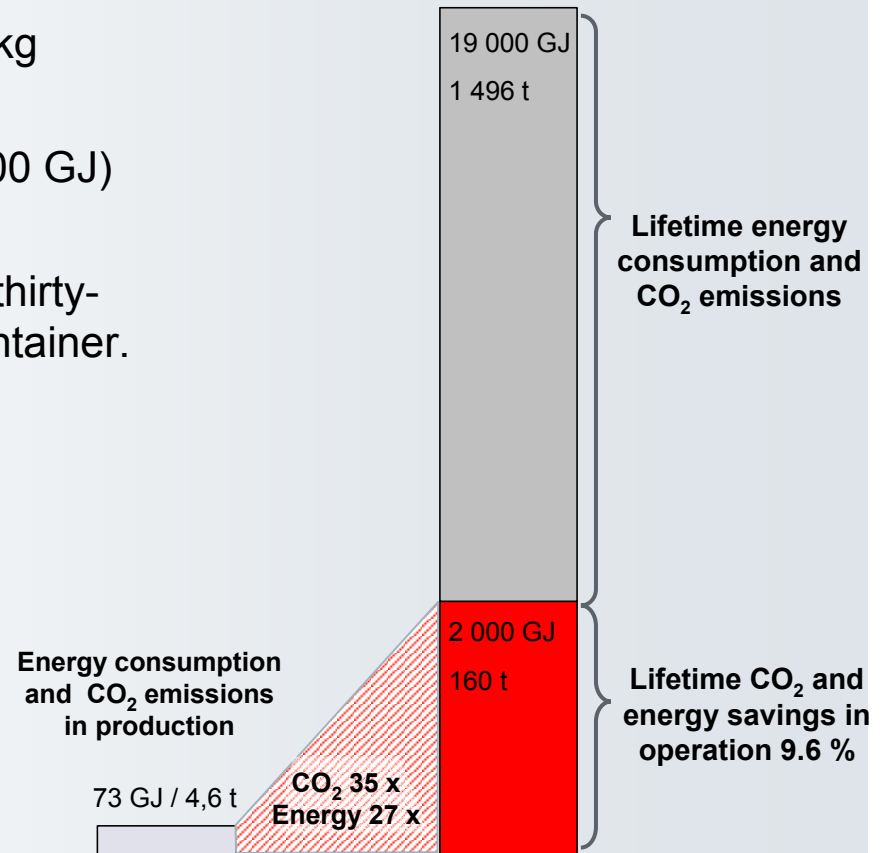 kg
00 GJ)
thirty-
ntainer.
19 000 GJ
1 496 t
Lifetime energy
consumption and
CO₂ emissions
2 000 GJ
160 t
Lifetime CO₂ and
energy savings in
operation 9.6 %
Energy consumption
and CO₂ emissions
in production
73 GJ / 4,6 t
CO₂ 35 x
Energy 27 x